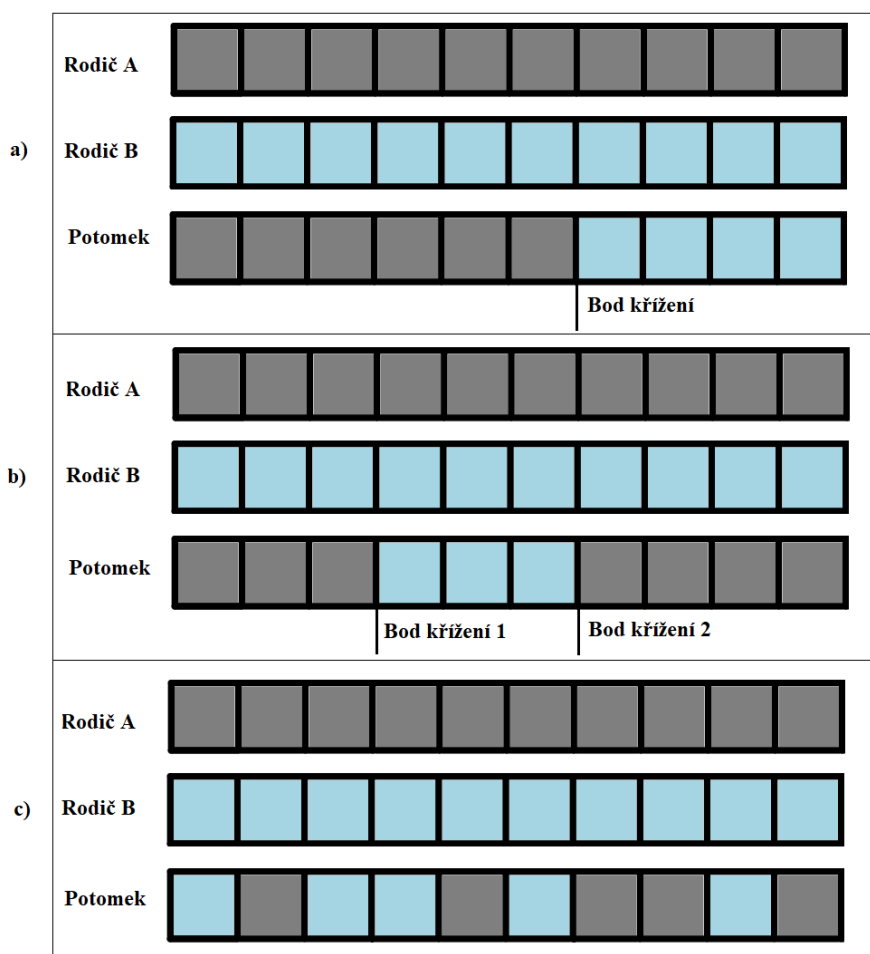 Rodič A
a)
Rodič B
Potomek
Bod křížení
Rodič A
b)
Rodič B
Potomek
Bod křížení 1
Bod křížení 2
Rodič A
c)
Rodič B
Potomek